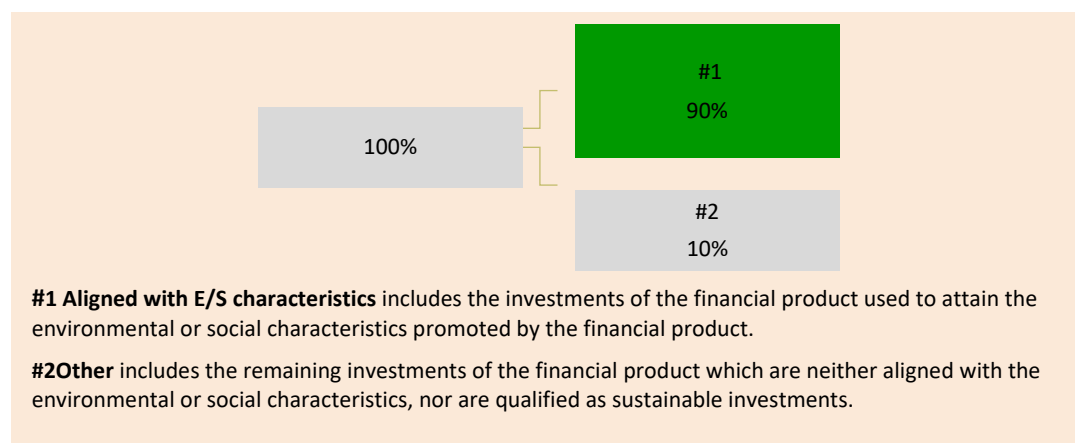 #1
90%
100%
#2
10%
#1 Aligned with E/S characteristics includes the investments of the financial product used to attain the
environmental or social characteristics promoted by the financial product.
#2Other includes the remaining investments of the financial product which are neither aligned with the
environmental or social characteristics, nor are qualified as sustainable investments.